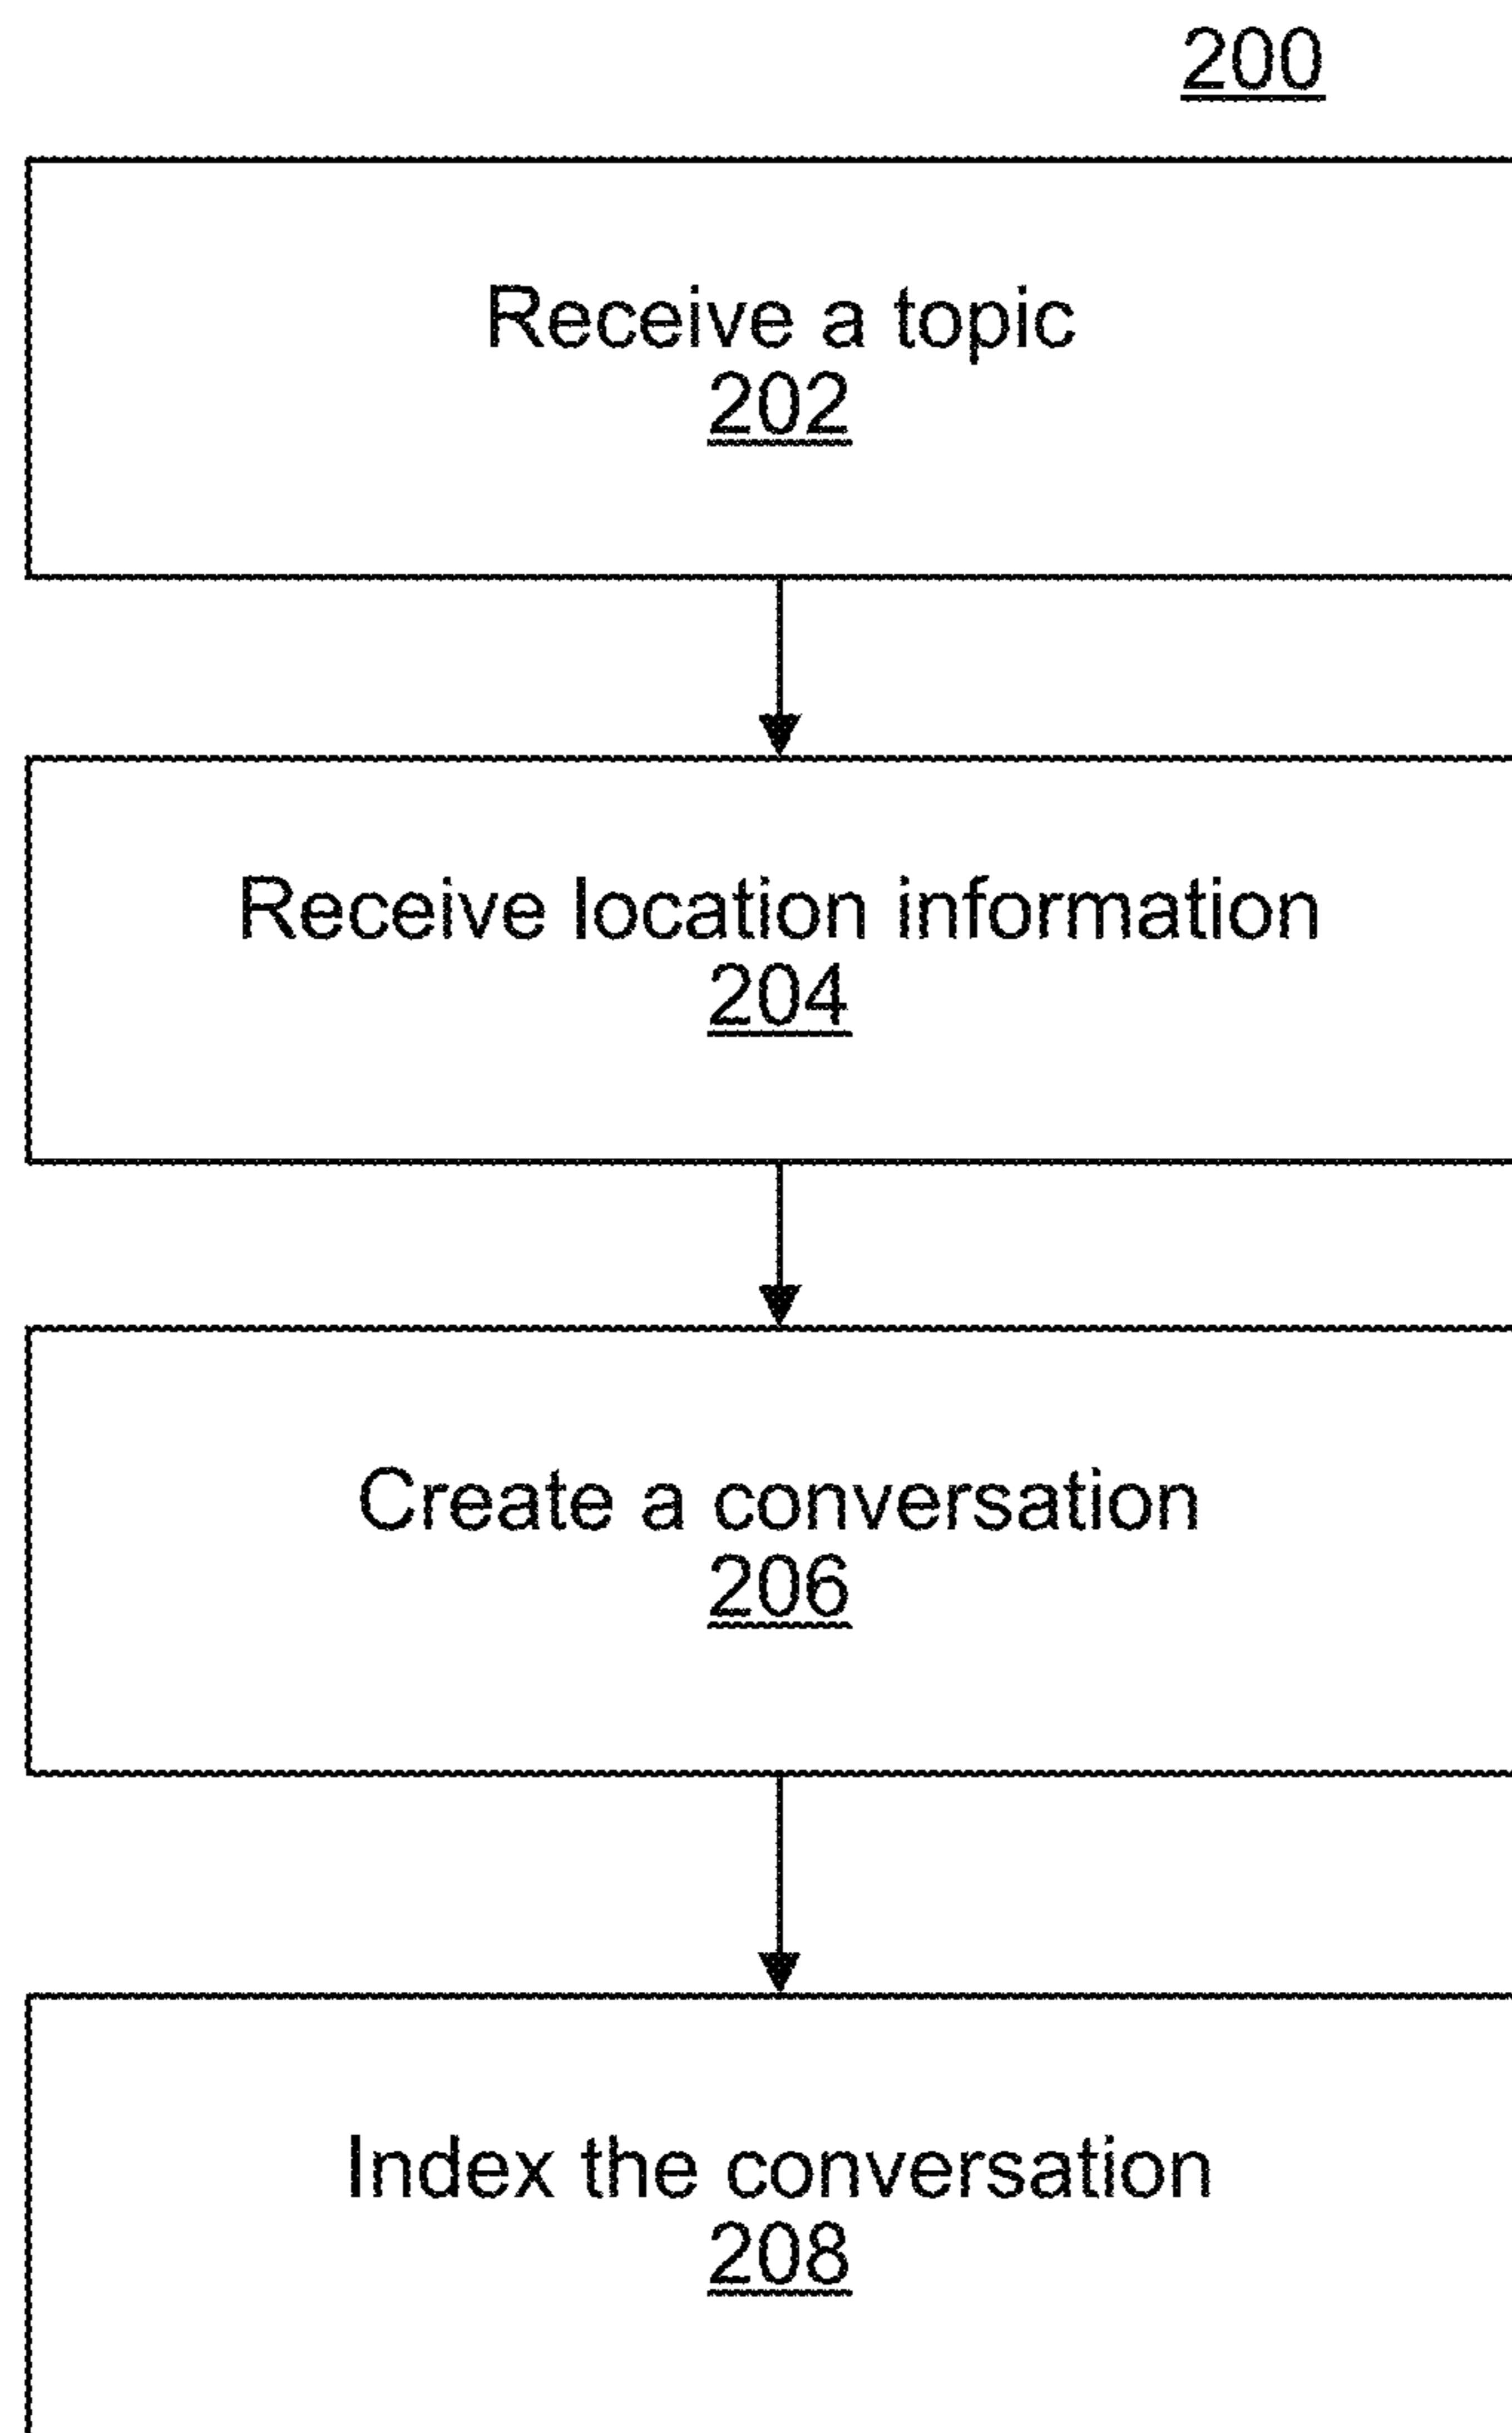 200
Receive a topic
202
Receive location information
204
Create a conversation
206
Index the conversation
208